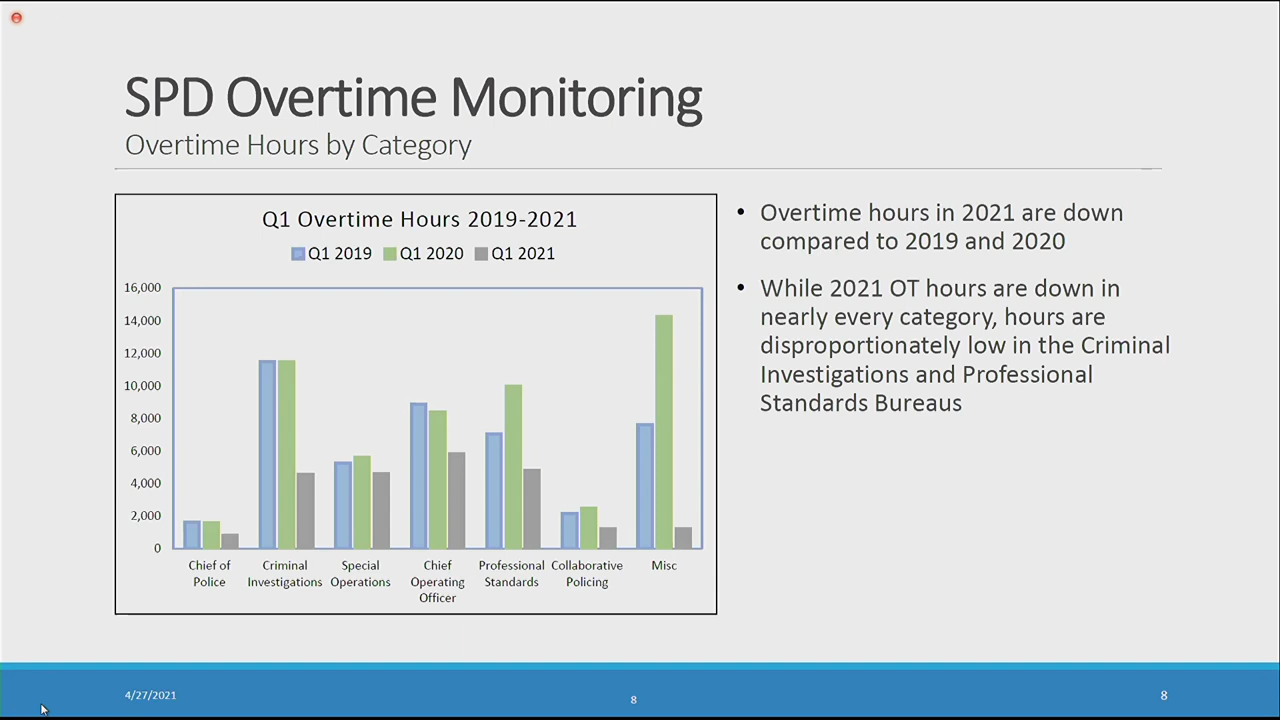 SPD Overtime Monitoring
Overtime Hours by Category
Q1 Overtime Hours 2019-2021
Q1 2019 Q1 2020 Q1 2021
16,000
14,000
12,000
10,000
8,000
6,000
4,000
2,000
0
Chief of
Police
Criminal
Investigations
Special
Operations
Chief
Operating
Officer
Professional
Standards
Collaborative
Policing
Misc
• Overtime hours in 2021 are down
compared to 2019 and 2020
• While 2021 OT hours are down in
nearly every category, hours are
disproportionately low in the Criminal
Investigations and Professional
Standards Bureaus
4/27/2021
8
8